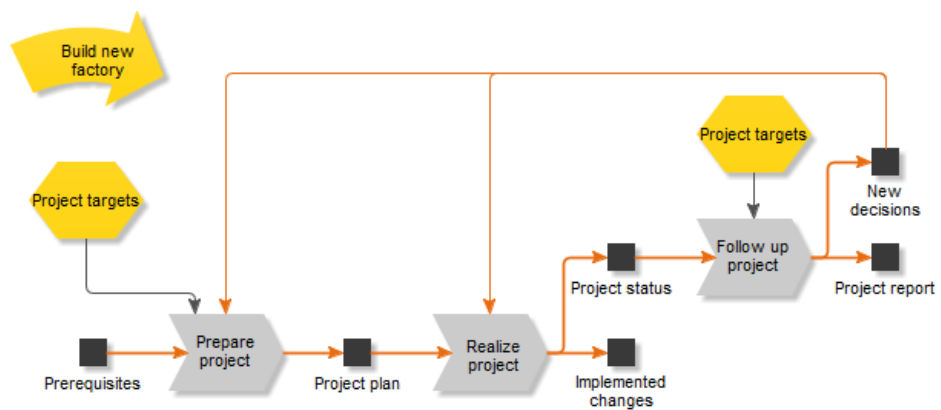 Build new
factory
Project targets
Project targets
New
decisions
Follow up
project
Project status
Project report
Prepare
project
Realize
project
Prerequisites
Project plan
Implemented
changes